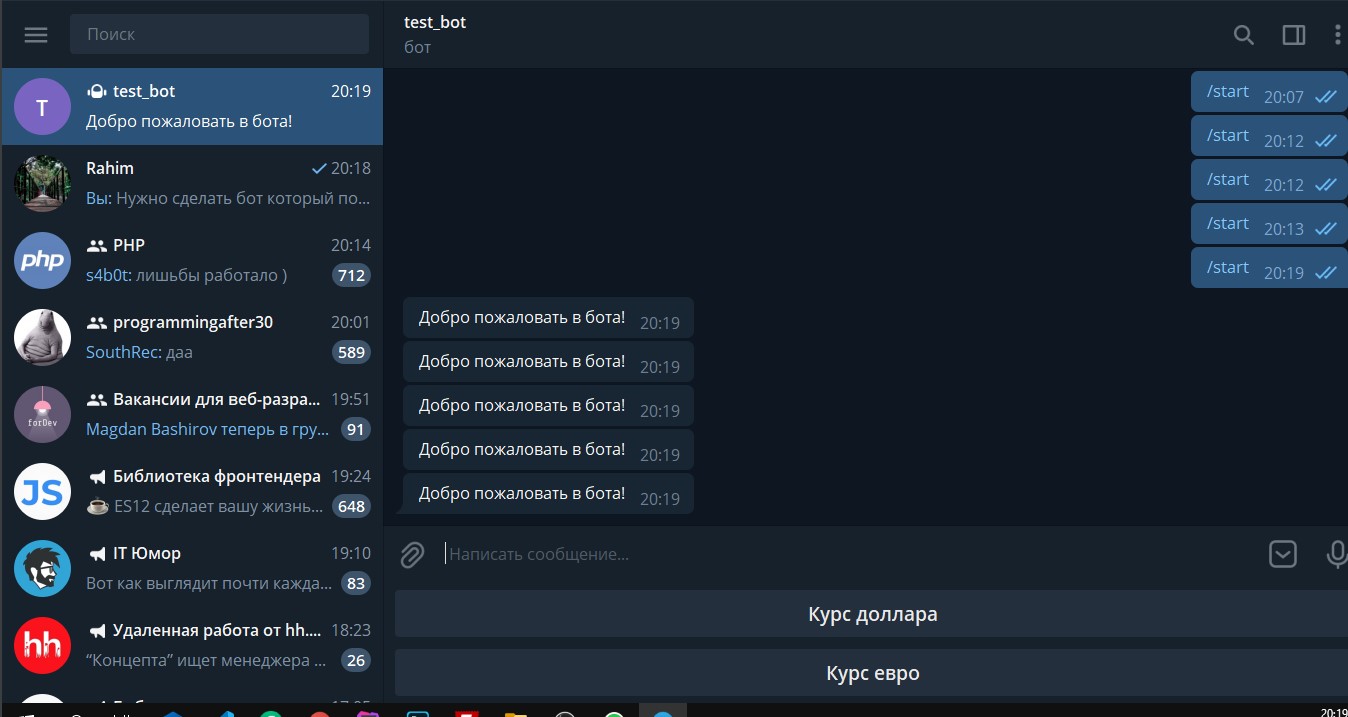 Поиск
test_bot 20:19
Добро пожаловать в бота!
Rahim 20:18
Вы: Нужно сделать бот который по...
php
PHP 20:14
s4b0t: лишьбы работало ) 712
programmingafter30 20:01
SouthRec: даа 589
forDev
Вакансии для веб-разра... 19:51
Magdan Bashirov теперь в гру... 91
JS
Библиотека фронтендера 19:24
ES12 сделает вашу жизнь... 648
IT Юмор 19:10
Вот как выглядит почти кажда... 83
hh
Удаленная работа от hh.... 18:23
“Концепта” ищет менеджера ... 26
T
test_bot
бот
/start 20:07
/start 20:12
/start 20:12
/start 20:13
/start 20:19
Добро пожаловать в бота! 20:19
Добро пожаловать в бота! 20:19
Добро пожаловать в бота! 20:19
Добро пожаловать в бота! 20:19
Добро пожаловать в бота! 20:19
Написать сообщение...
Курс доллара
Курс евро
20:19